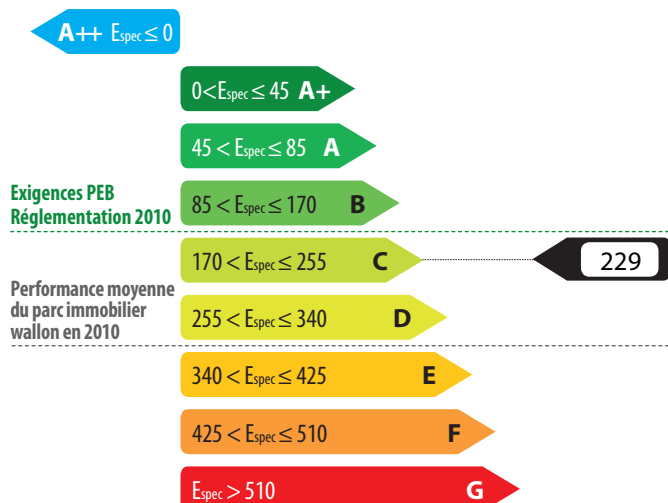 A++ Espec ≤ 0
0<Espec ≤ 45 A+
45 < Espec ≤ 85 A
Exigences PEB
Réglementation 2010
85 < Espec ≤ 170 B
170 < Espec ≤ 255 C
229
Performance moyenne
du parc immobilier
wallon en 2010
255 < Espec ≤ 340 D
340 < Espec ≤ 425 E
425 < Espec ≤ 510 F
Espec > 510 G